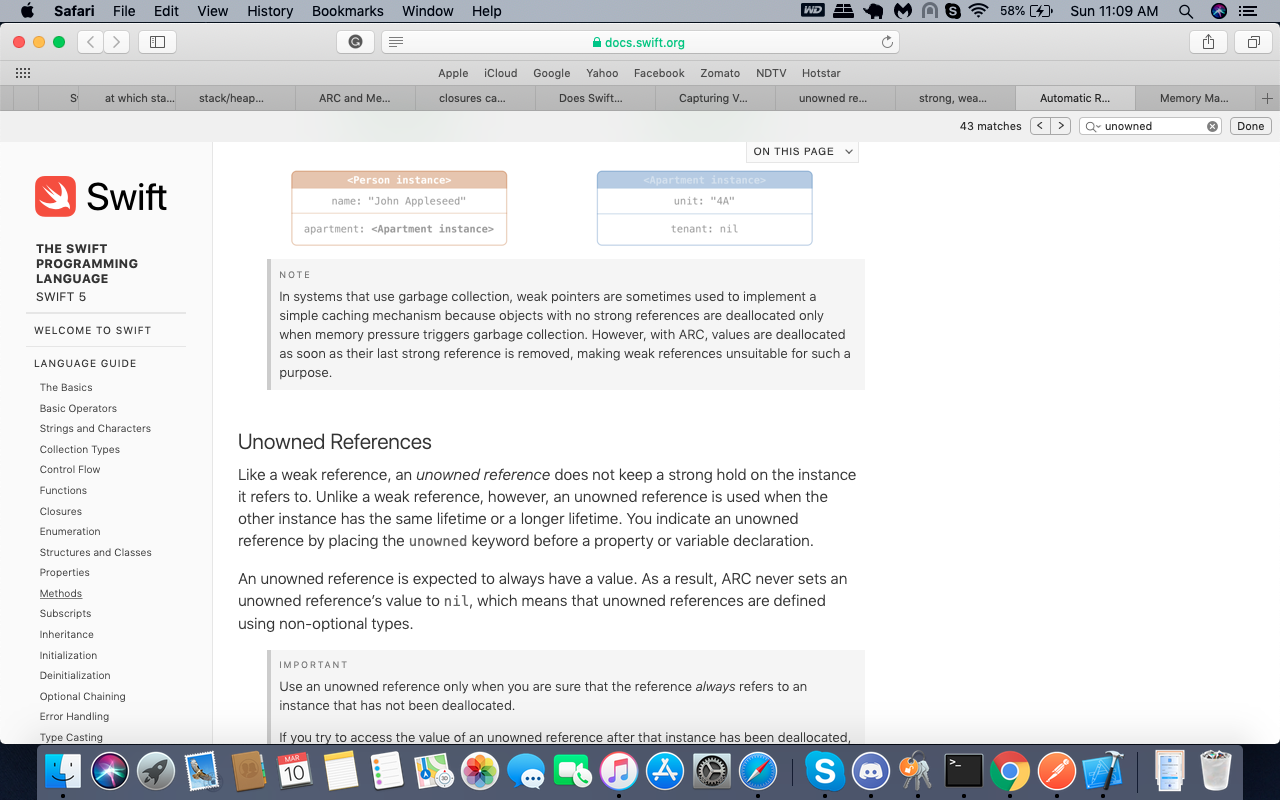 Safari File Edit View History Bookmarks Window Help
WD
S
58%
Sun 11:09 AM
docs.swift.org
Apple iCloud Google Yahoo Facebook Zomato NDTV Hotstar
at which sta... stack/heap... ARC and Me... closures ca... Does Swift... Capturing V... unowned re... strong, wea... Automatic R... Memory Ma...
43 matches
unowned
Done
ON THIS PAGE
Swift
THE SWIFT
PROGRAMMING
LANGUAGE
SWIFT 5
WELCOME TO SWIFT
LANGUAGE GUIDE
The Basics
Basic Operators
Strings and Characters
Collection Types
Control Flow
Functions
Closures
Enumeration
Structures and Classes
Properties
Methods
Subscripts
Inheritance
Initialization
Deinitialization
Optional Chaining
Error Handling
Type Casting
<Person instance>
name: "John Appleseed"
apartment: <Apartment instance>
<Apartment instance>
unit: "4A"
tenant: nil
NOTE
In systems that use garbage collection, weak pointers are sometimes used to implement a
simple caching mechanism because objects with no strong references are deallocated only
when memory pressure triggers garbage collection. However, with ARC, values are deallocated
as soon as their last strong reference is removed, making weak references unsuitable for such a
purpose.
Unowned References
Like a weak reference, an unowned reference does not keep a strong hold on the instance
it refers to. Unlike a weak reference, however, an unowned reference is used when the
other instance has the same lifetime or a longer lifetime. You indicate an unowned
reference by placing the unowned keyword before a property or variable declaration.
An unowned reference is expected to always have a value. As a result, ARC never sets an
unowned reference’s value to nil, which means that unowned references are defined
using non-optional types.
IMPORTANT
Use an unowned reference only when you are sure that the reference always refers to an
instance that has not been deallocated.
If you try to access the value of an unowned reference after that instance has been deallocated,
MAR
10
S